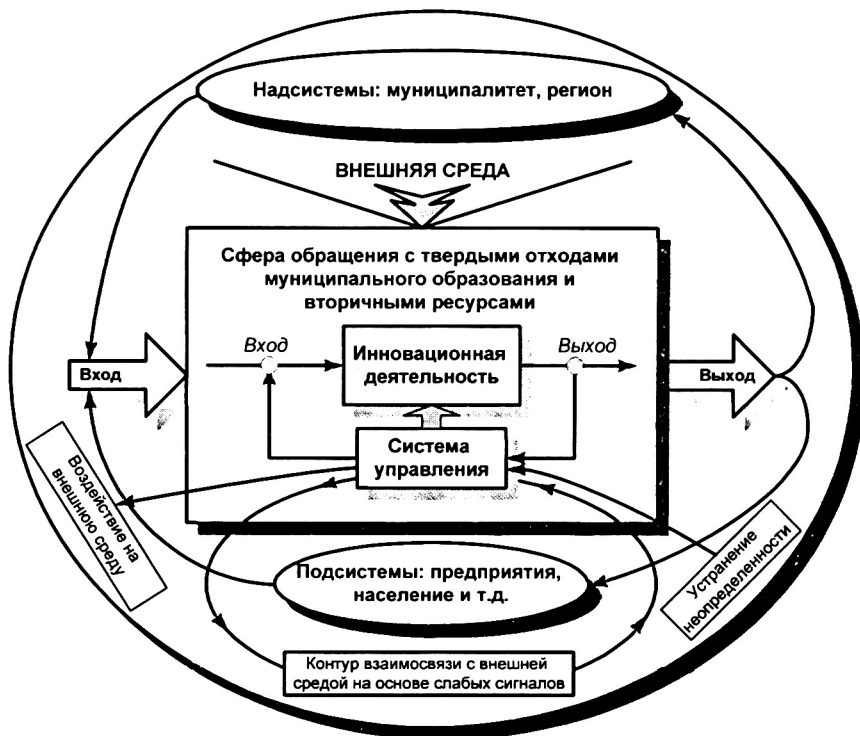 Надсистемы: муниципалитет, регион
ВНЕШНЯЯ СРЕДА
Сфера обращения с твердыми отходами
муниципального образования и
вторичными ресурсами
Вход
Инновационная
деятельность
Выход
Вход
Выход
Система
управления
Воздействие на
внешнюю среду
Устранение
неопределенности
Подсистемы: предприятия,
население и т.д.
Контур взаимосвязи с внешней
средой на основе слабых сигналов